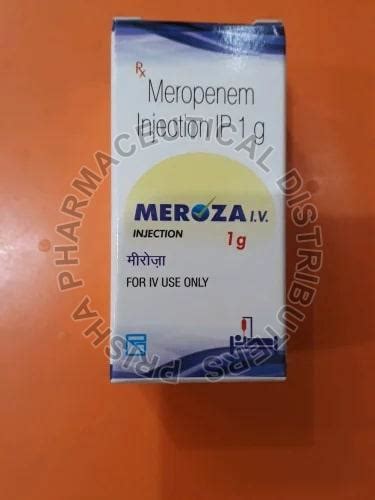 Rx
Meropenem
Injection IP 1 g
MEROZA I.V.
INJECTION
1g
मीरोज़ा
FOR IV USE ONLY
PRISHA PHARMACEUTICAL DISTRIBUTERS